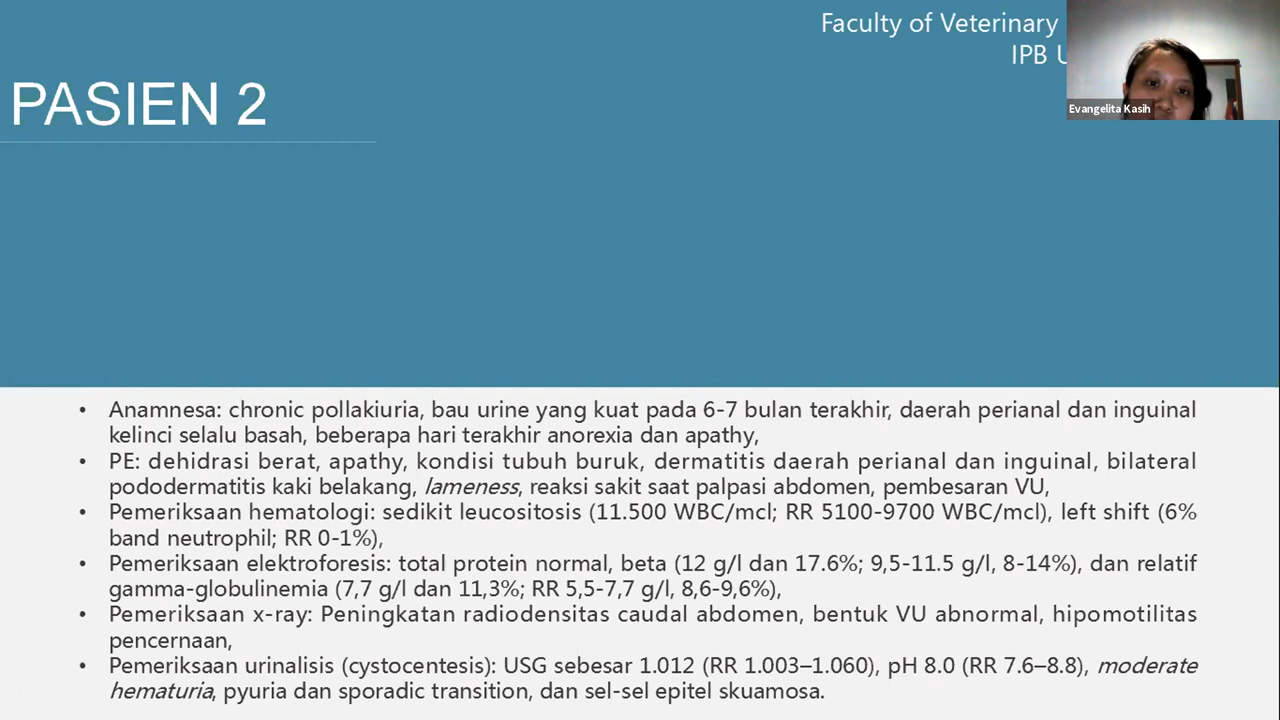 Faculty of Veterinary
IPB
PASIEN 2
Evangelita Kasih
• Anamnesa: chronic pollakiuria, bau urine yang kuat pada 6-7 bulan terakhir, daerah perianal dan inguinal
kelinci selalu basah, beberapa hari terakhir anorexia dan apathy,
• PE: dehidrasi berat, apathy, kondisi tubuh buruk, dermatitis daerah perianal dan inguinal, bilateral
pododermatitis kaki belakang, lameness, reaksi sakit saat palpasi abdomen, pembesaran VU,
• Pemeriksaan hematologi: sedikit leucositosis (11.500 WBC/mcl; RR 5100-9700 WBC/mcl), left shift (6%
band neutrophil; RR 0-1%),
• Pemeriksaan elektroforesis: total protein normal, beta (12 g/l dan 17.6%; 9,5-11.5 g/l, 8-14%), dan relatif
gamma-globulinemia (7,7 g/l dan 11,3%; RR 5,5-7,7 g/l, 8,6-9,6%),
• Pemeriksaan x-ray: Peningkatan radiodensitas caudal abdomen, bentuk VU abnormal, hipomotilitas
pencernaan,
• Pemeriksaan urinalisis (cystocentesis): USG sebesar 1.012 (RR 1.003–1.060), pH 8.0 (RR 7.6–8.8), moderate
hematuria, pyuria dan sporadic transition, dan sel-sel epitel skuamosa.